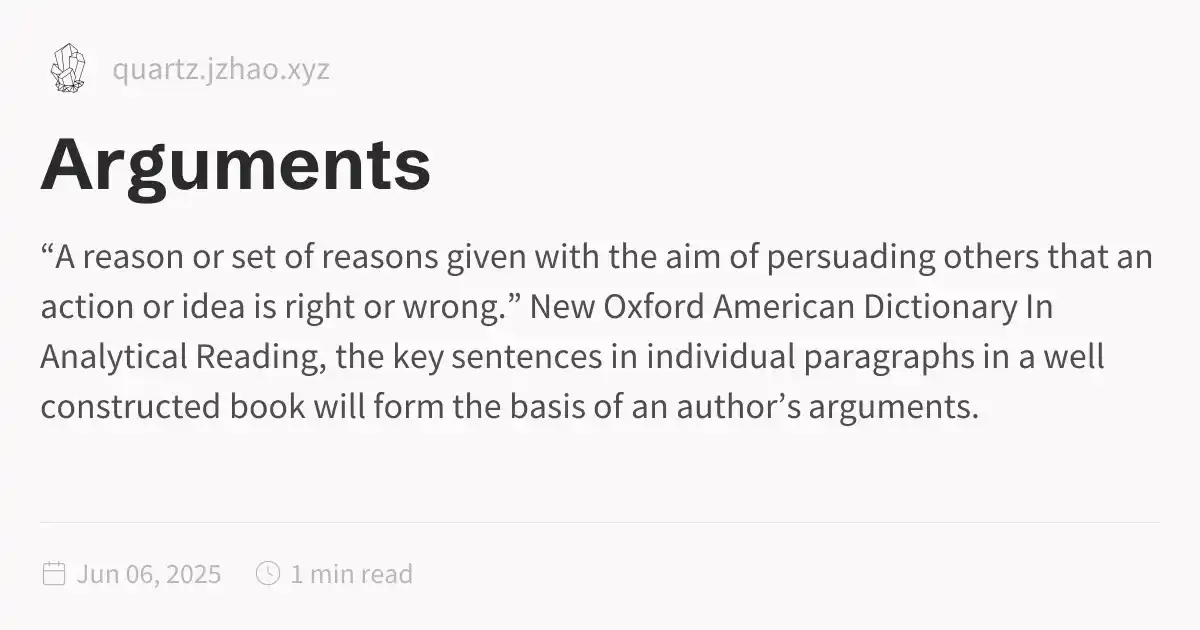 quartz.jzhao.xyz
Arguments
“A reason or set of reasons given with the aim of persuading others that an
action or idea is right or wrong.” New Oxford American Dictionary In
Analytical Reading, the key sentences in individual paragraphs in a well
constructed book will form the basis of an author’s arguments.
Jun 06, 2025 1 min read